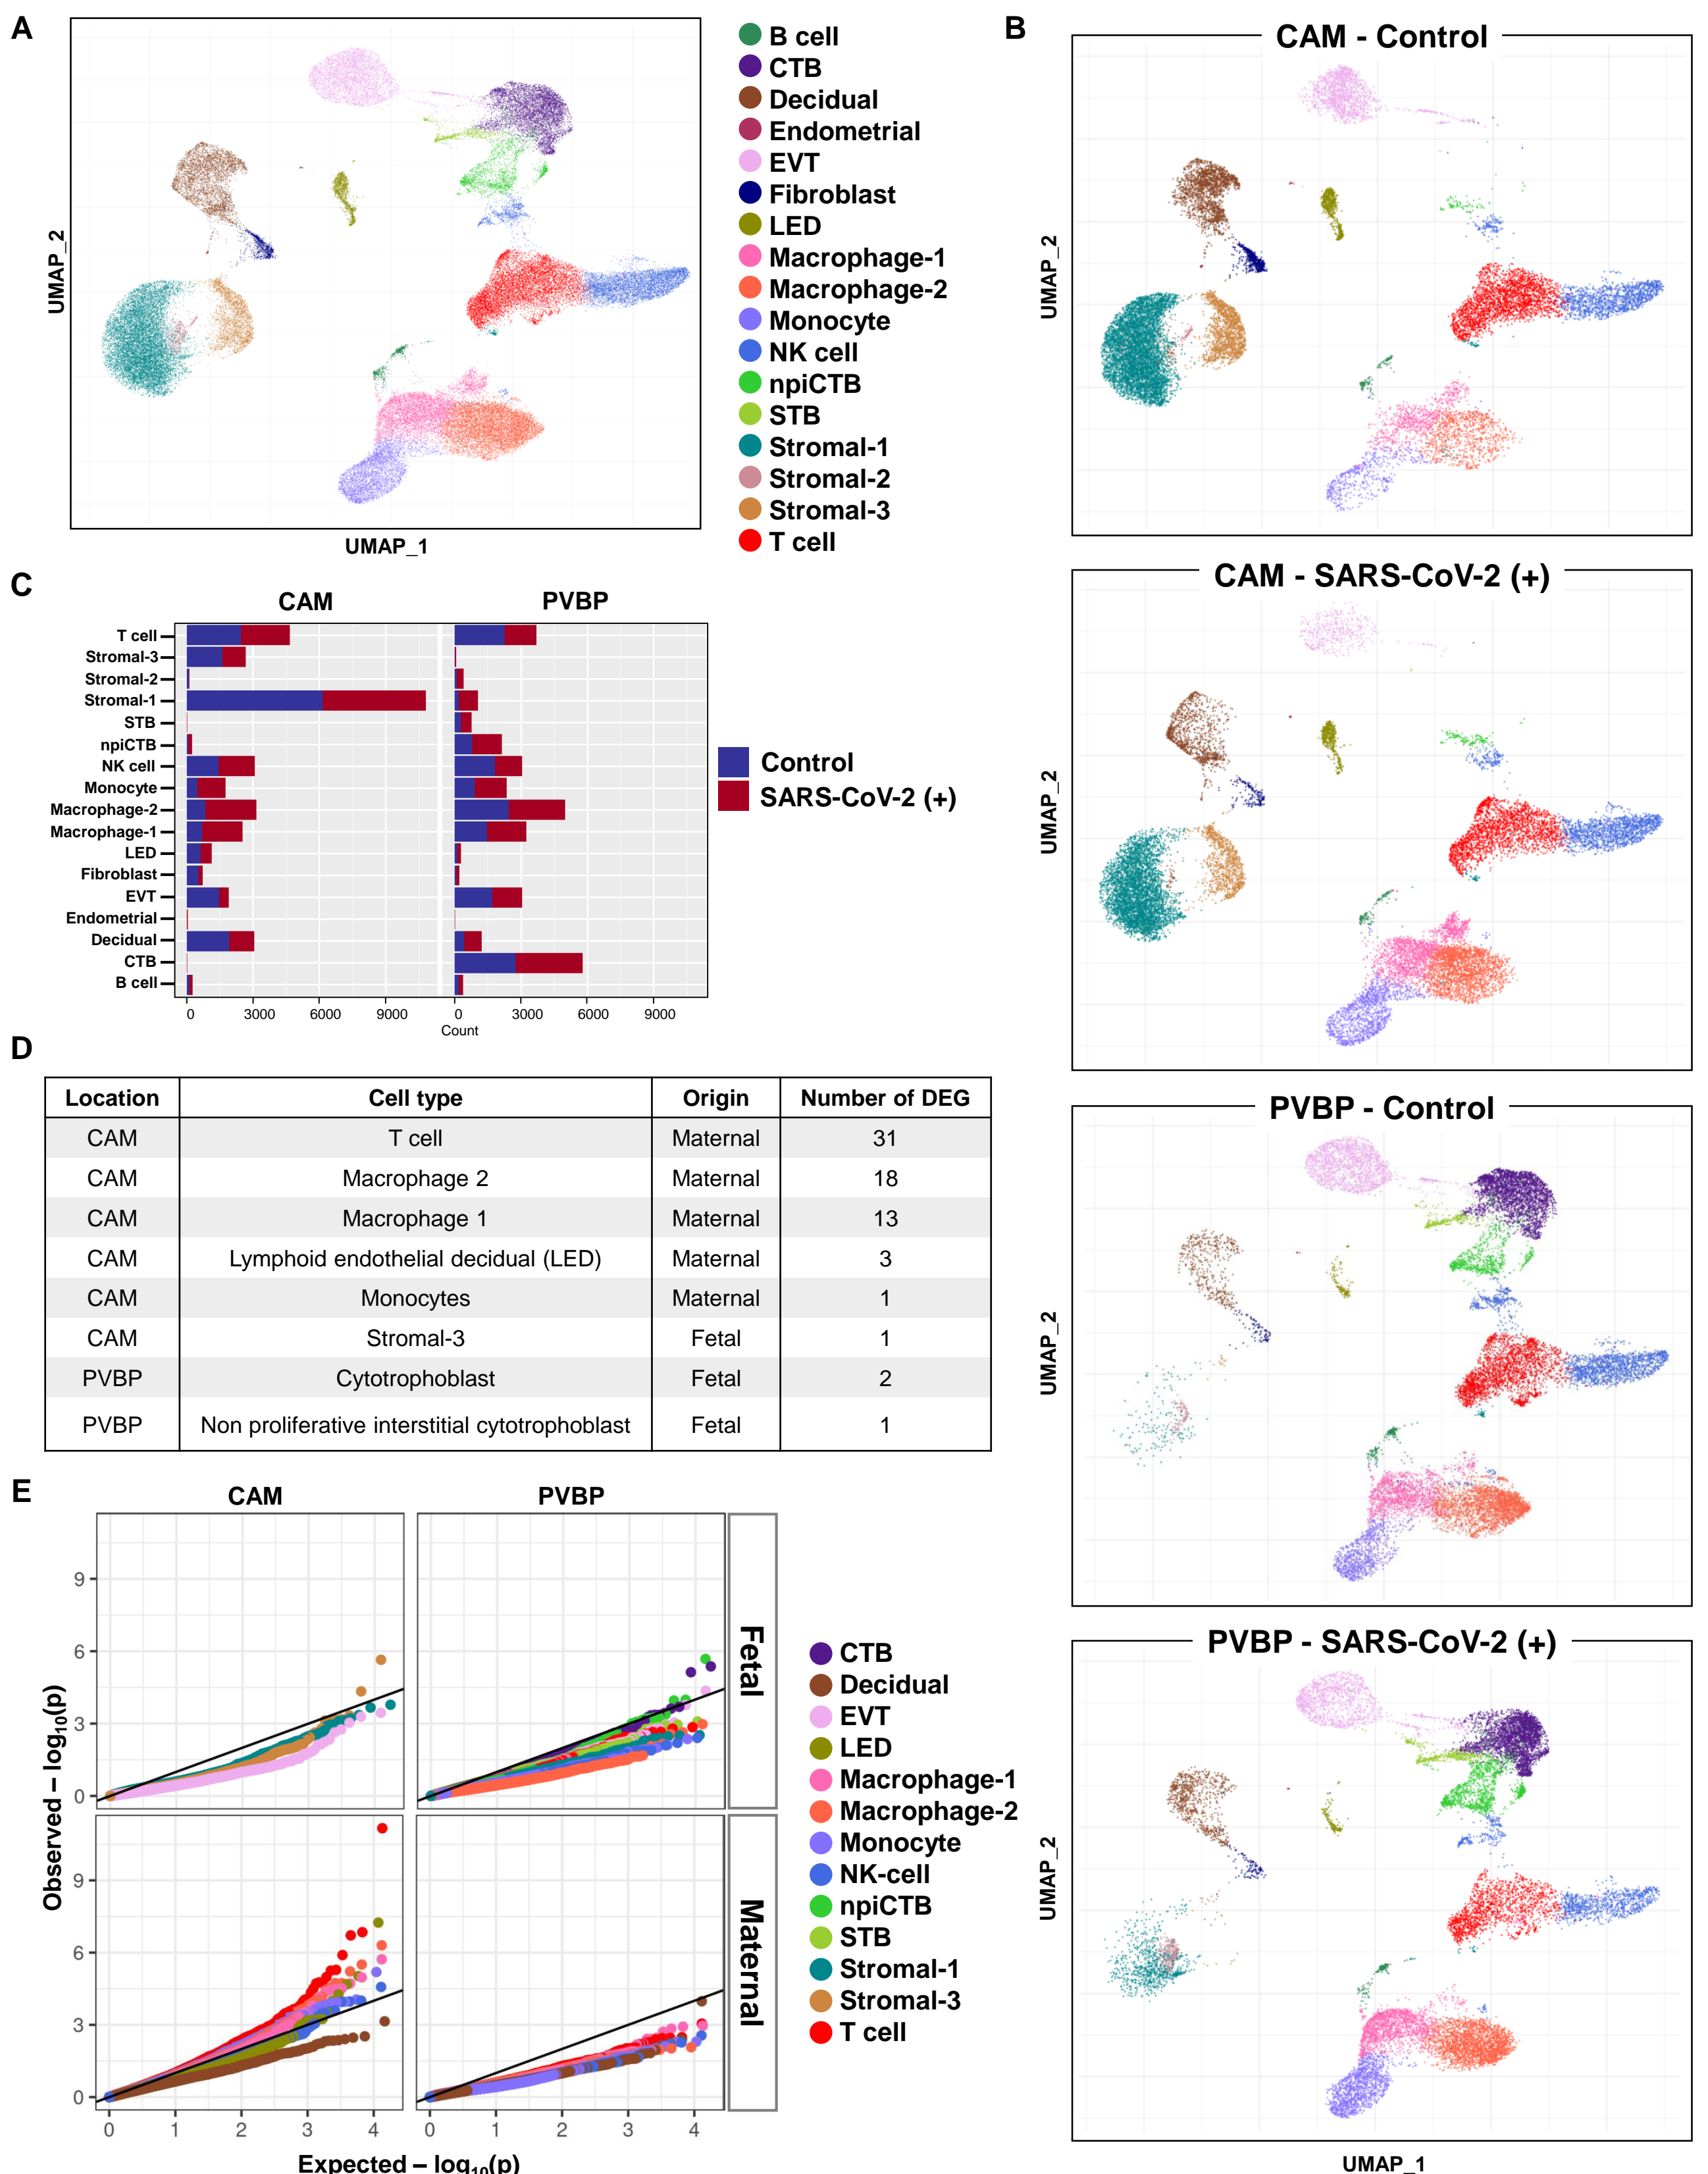 A
UMAP_2
UMAP_1
B cell
CTB
Decidual
Endometrial
EVT
Fibroblast
LED
Macrophage-1
Macrophage-2
Monocyte
NK cell
npiCTB
STB
Stromal-1
Stromal-2
Stromal-3
T cell
B
CAM - Control
UMAP_2
CAM - SARS-CoV-2 (+)
UMAP_2
PVBP - Control
UMAP_2
PVBP - SARS-CoV-2 (+)
UMAP_2
UMAP_1
C
CAM PVBP
T cell
Stromal-3
Stromal-2
Stromal-1
STB
npiCTB
NK cell
Monocyte
Macrophage-2
Macrophage-1
LED
Fibroblast
EVT
Endometrial
Decidual
CTB
B cell
0 3000 6000 9000 0 3000 6000 9000
Count
Control
SARS-CoV-2 (+)
D
Location Cell type Origin Number of DEG
CAM T cell Maternal 31
CAM Macrophage 2 Maternal 18
CAM Macrophage 1 Maternal 13
CAM Lymphoid endothelial decidual (LED) Maternal 3
CAM Monocytes Maternal 1
CAM Stromal-3 Fetal 1
PVBP Cytotrophoblast Fetal 2
PVBP Non proliferative interstitial cytotrophoblast Fetal 1
E
CAM PVBP
Observed – log₁₀(p)
9
6
3
0
Fetal
9
6
3
0
Maternal
0 1 2 3 4 0 1 2 3 4
Expected – log₁₀(p)
CTB
Decidual
EVT
LED
Macrophage-1
Macrophage-2
Monocyte
NK-cell
npiCTB
STB
Stromal-1
Stromal-3
T cell